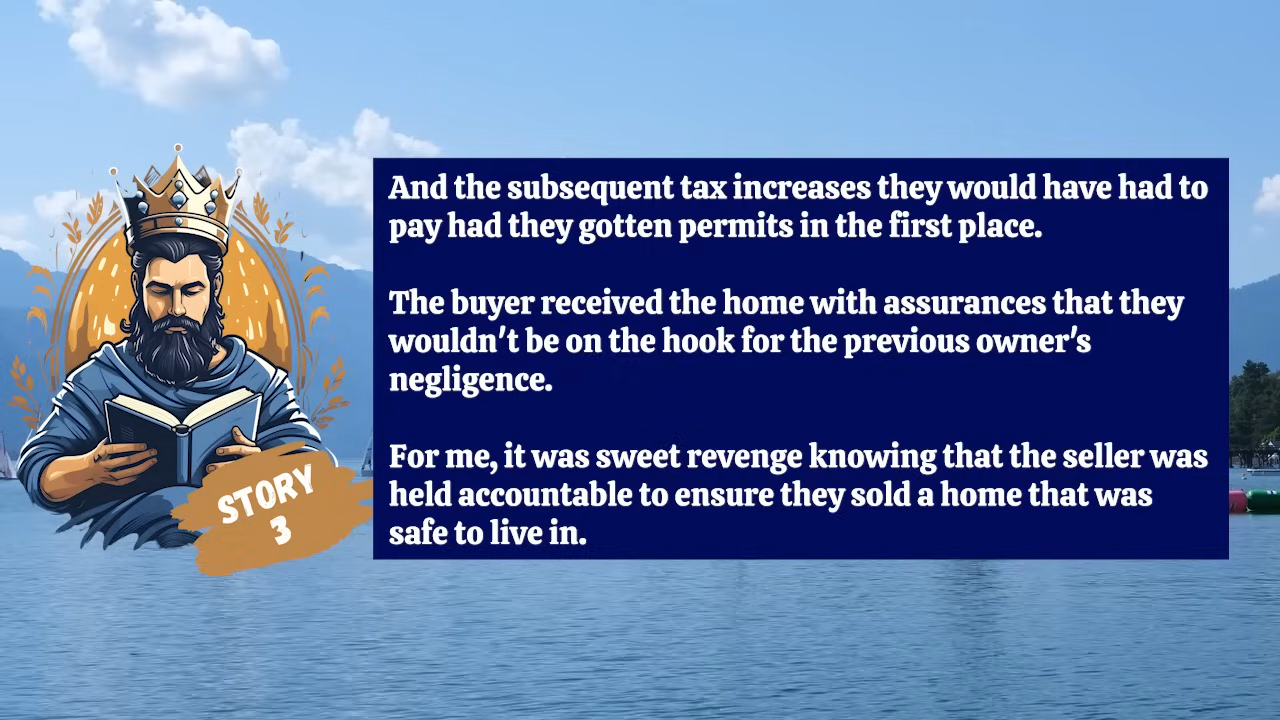 And the subsequent tax increases they would have had to
pay had they gotten permits in the first place.
The buyer received the home with assurances that they
wouldn't be on the hook for the previous owner's
negligence.
For me, it was sweet revenge knowing that the seller was
held accountable to ensure they sold a home that was
safe to live in.
STORY
3